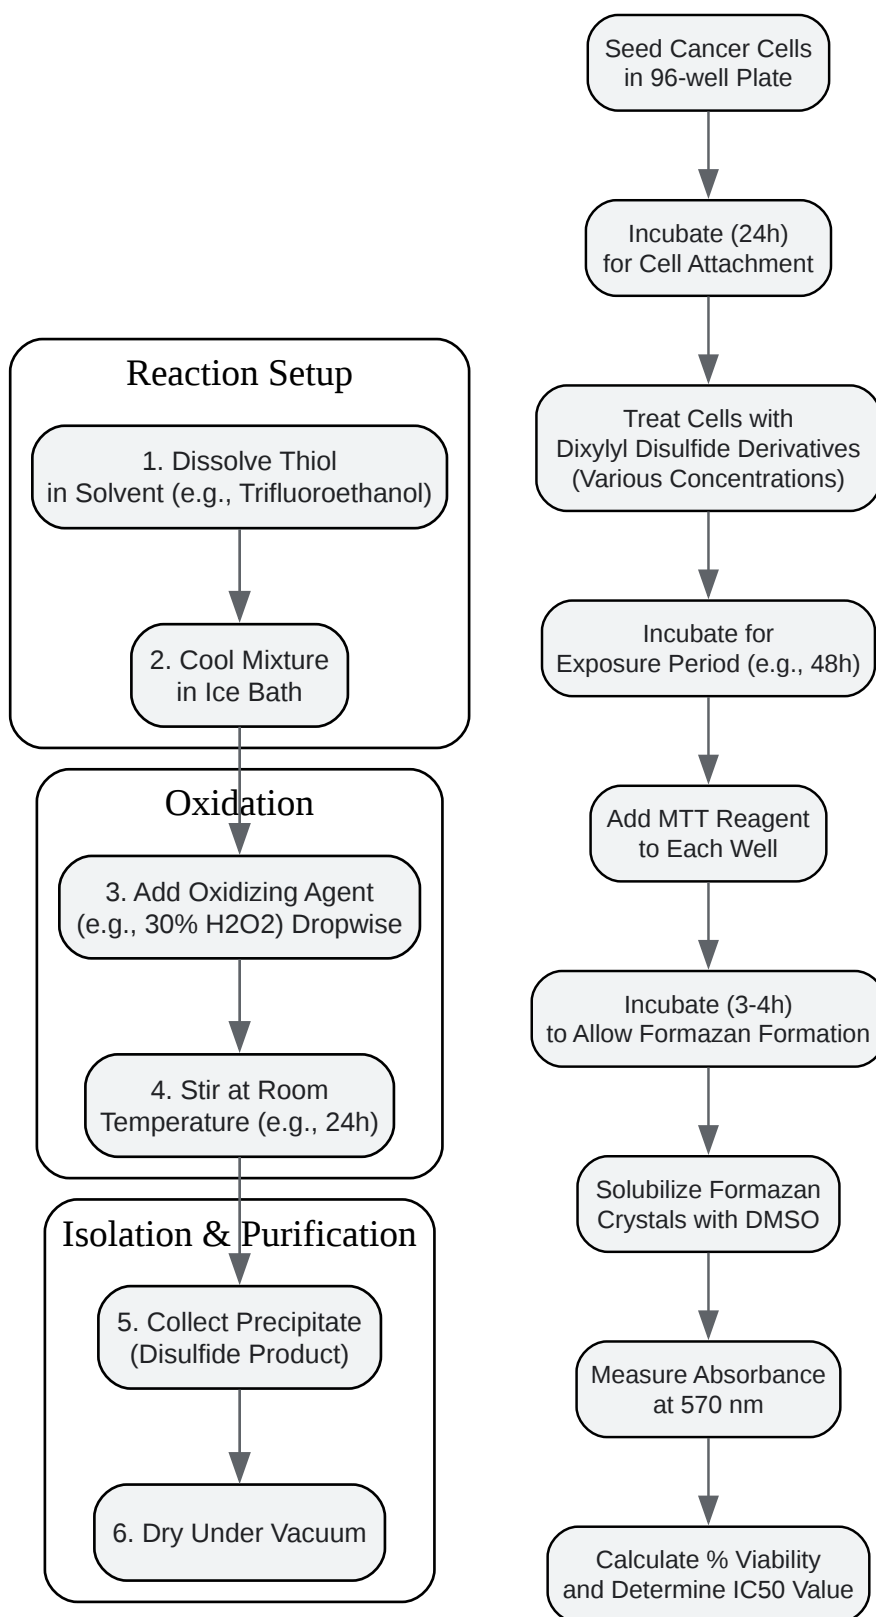 Reaction Setup
1. Dissolve Thiol
in Solvent (e.g., Trifluoroethanol)
2. Cool Mixture
in Ice Bath
Oxidation
3. Add Oxidizing Agent
(e.g., 30% H2O2) Dropwise
4. Stir at Room
Temperature (e.g., 24h)
Isolation & Purification
5. Collect Precipitate
(Disulfide Product)
6. Dry Under Vacuum
Seed Cancer Cells
in 96-well Plate
Incubate (24h)
for Cell Attachment
Treat Cells with
Dixylyl Disulfide Derivatives
(Various Concentrations)
Incubate for
Exposure Period (e.g., 48h)
Add MTT Reagent
to Each Well
Incubate (3-4h)
to Allow Formazan Formation
Solubilize Formazan
Crystals with DMSO
Measure Absorbance
at 570 nm
Calculate % Viability
and Determine IC50 Value